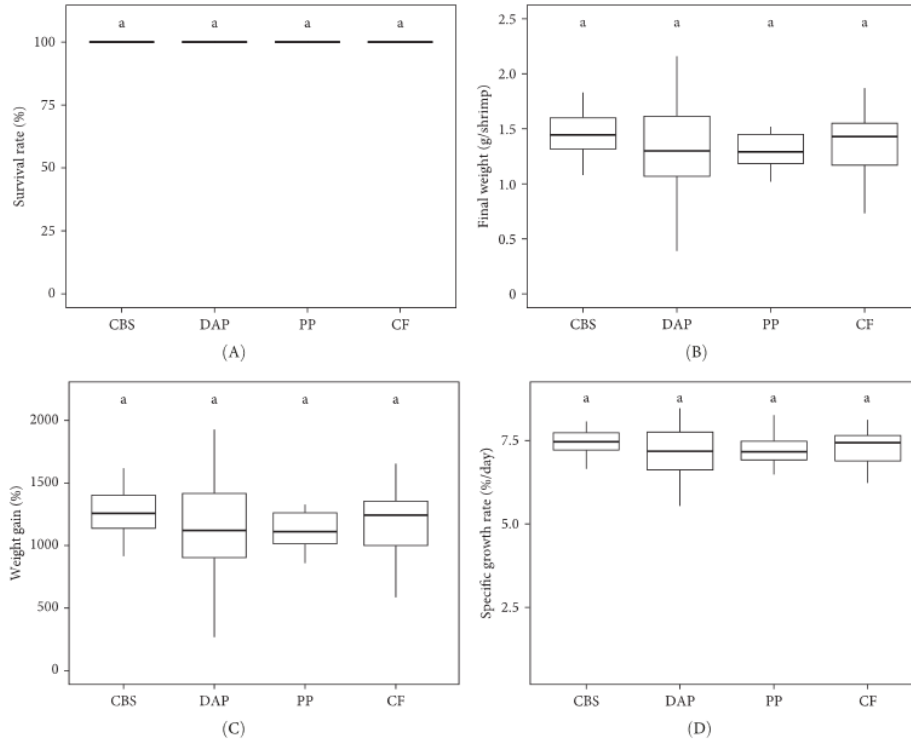 a a a a
100
75
50
25
0
Survival rate (%)
CBS DAP PP CF
(A)
a a a a
2.5
2.0
1.5
1.0
0.5
0
Final weight (g/shrimp)
CBS DAP PP CF
(B)
a a a a
2000
1500
1000
500
0
Weight gain (%)
CBS DAP PP CF
(C)
a a a a
7.5
5.0
2.5
Specific growth rate (%/day)
CBS DAP PP CF
(D)